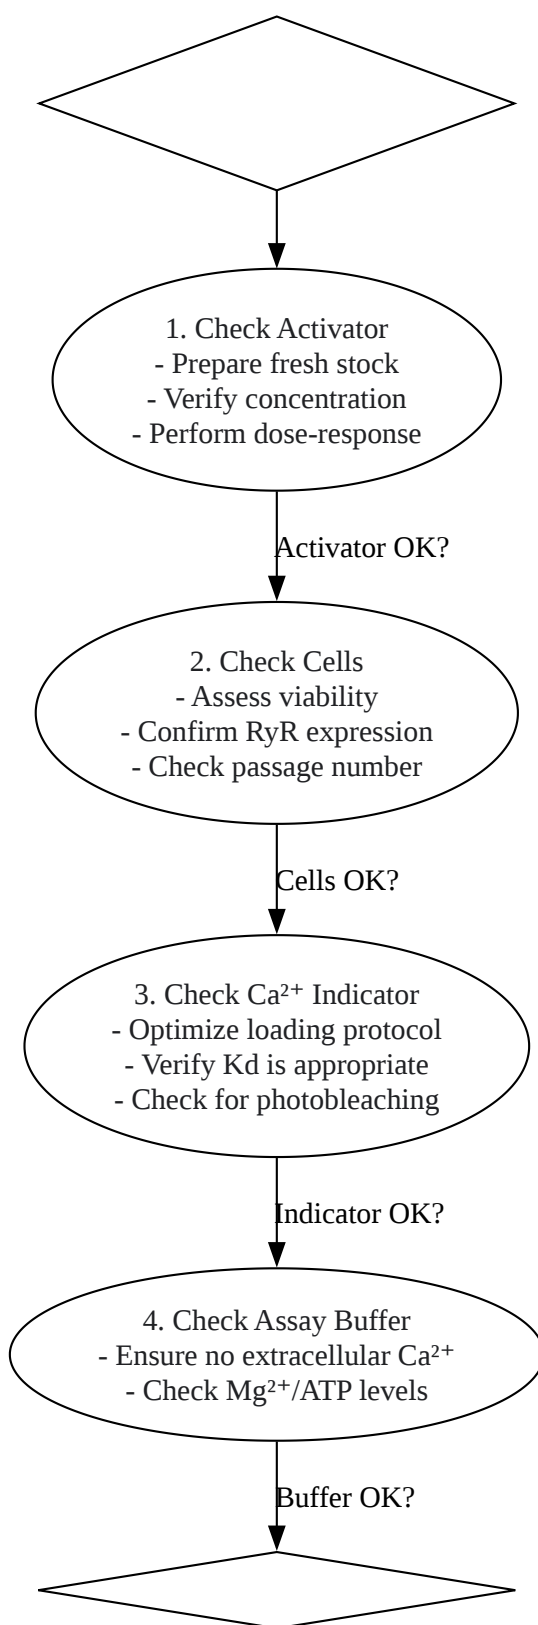 1. Check Activator
- Prepare fresh stock
- Verify concentration
- Perform dose-response
Activator OK?
2. Check Cells
- Assess viability
- Confirm RyR expression
- Check passage number
Cells OK?
3. Check Ca²⁺ Indicator
- Optimize loading protocol
- Verify Kd is appropriate
- Check for photobleaching
Indicator OK?
4. Check Assay Buffer
- Ensure no extracellular Ca²⁺
- Check Mg²⁺/ATP levels
Buffer OK?